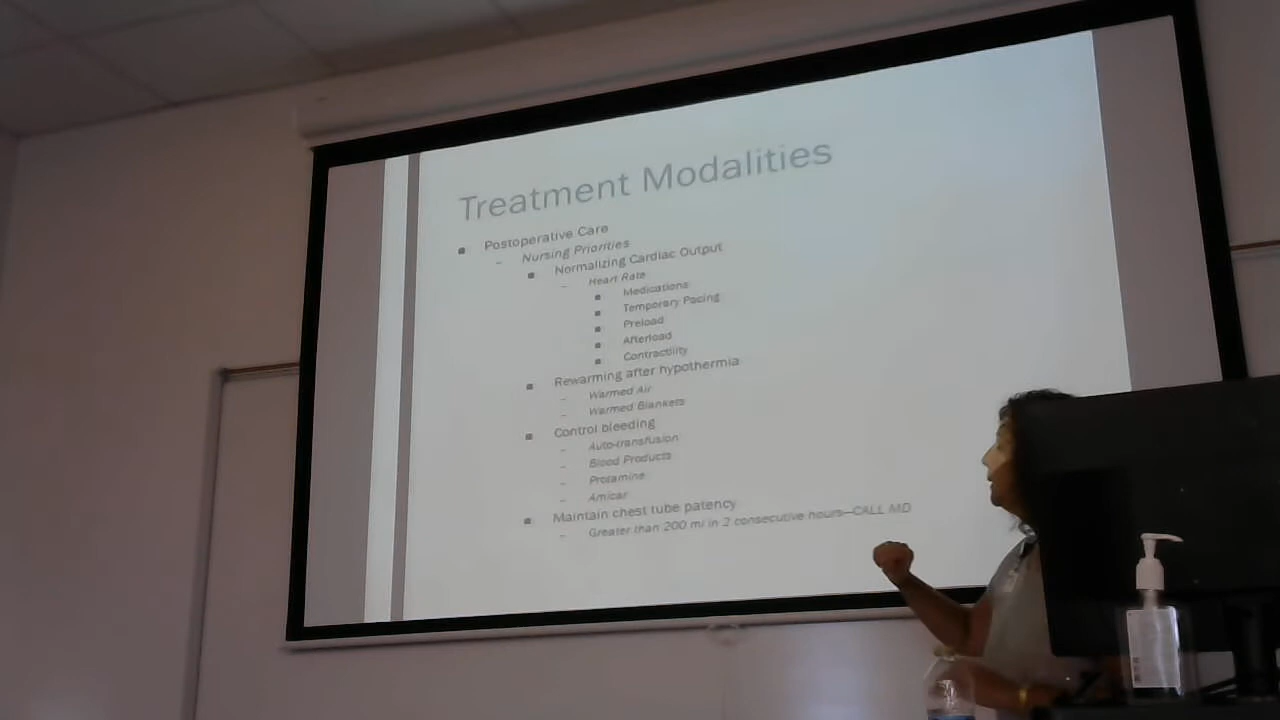 Treatment Modalities
Postoperative Care
Nursing Priorities
Normalizing Cardiac Output
Heart Rate
Medications
Temporary Pacing
Preload
Afterload
Contractility
Rewarming after hypothermia
Warmed Air
Warmed Blankets
Control bleeding
Auto-transfusion
Blood Products
Protamine
Amicar
Maintain chest tube patency
Greater than 200 ml in 2 consecutive hours—CALL MD